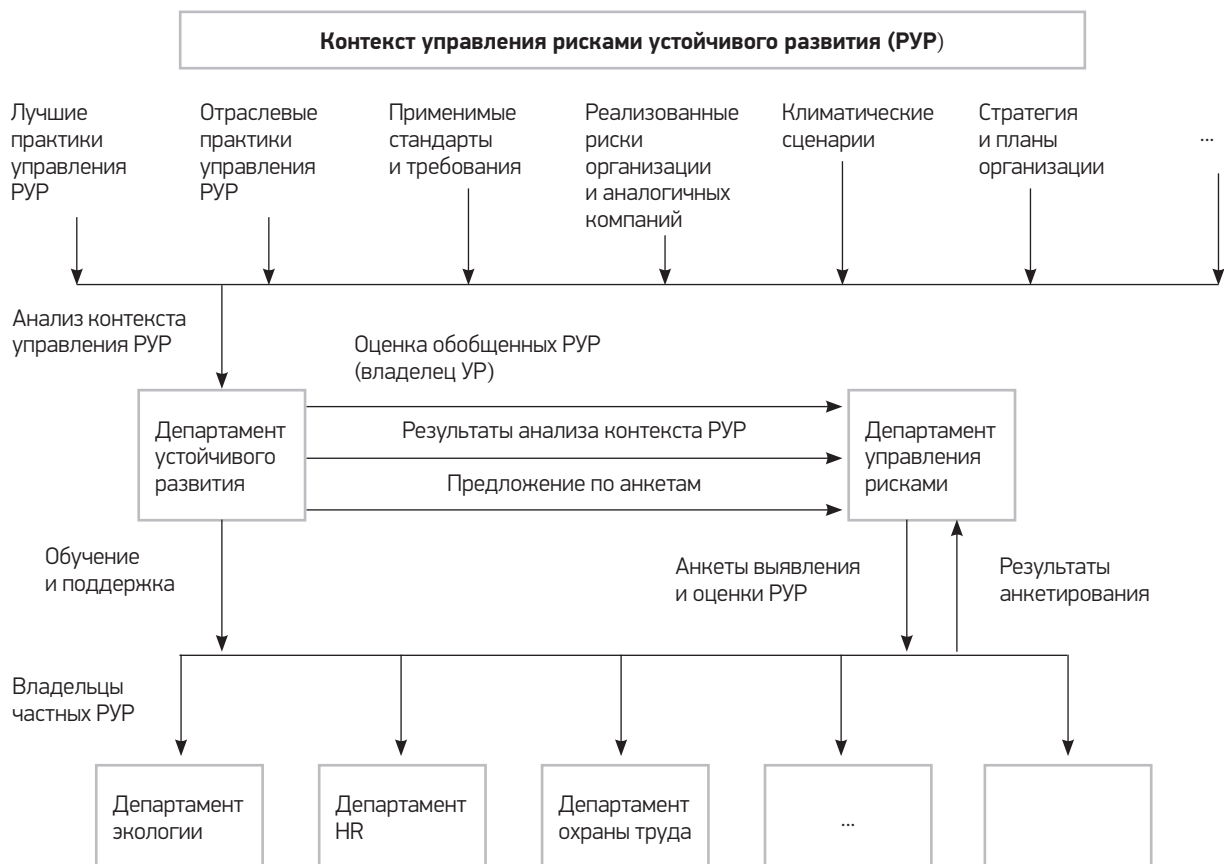 Контекст управления рисками устойчивого развития (РУР)
Лучшие
практики
управления
РУР
Отраслевые
практики
управления
РУР
Применимые
стандарты
и требования
Реализованные
риски
организации
и аналогичных
компаний
Климатические
сценарии
Стратегия
и планы
организации
...
Анализ контекста
управления РУР
Оценка обобщенных РУР
(владелец УР)
Департамент
устойчивого
развития
Результаты анализа контекста РУР
Предложение по анкетам
Департамент
управления
рисками
Обучение
и поддержка
Анкеты выявления
и оценки РУР
Результаты
анкетирования
Владельцы
частных РУР
Департамент
экологии
Департамент
HR
Департамент
охраны труда
...